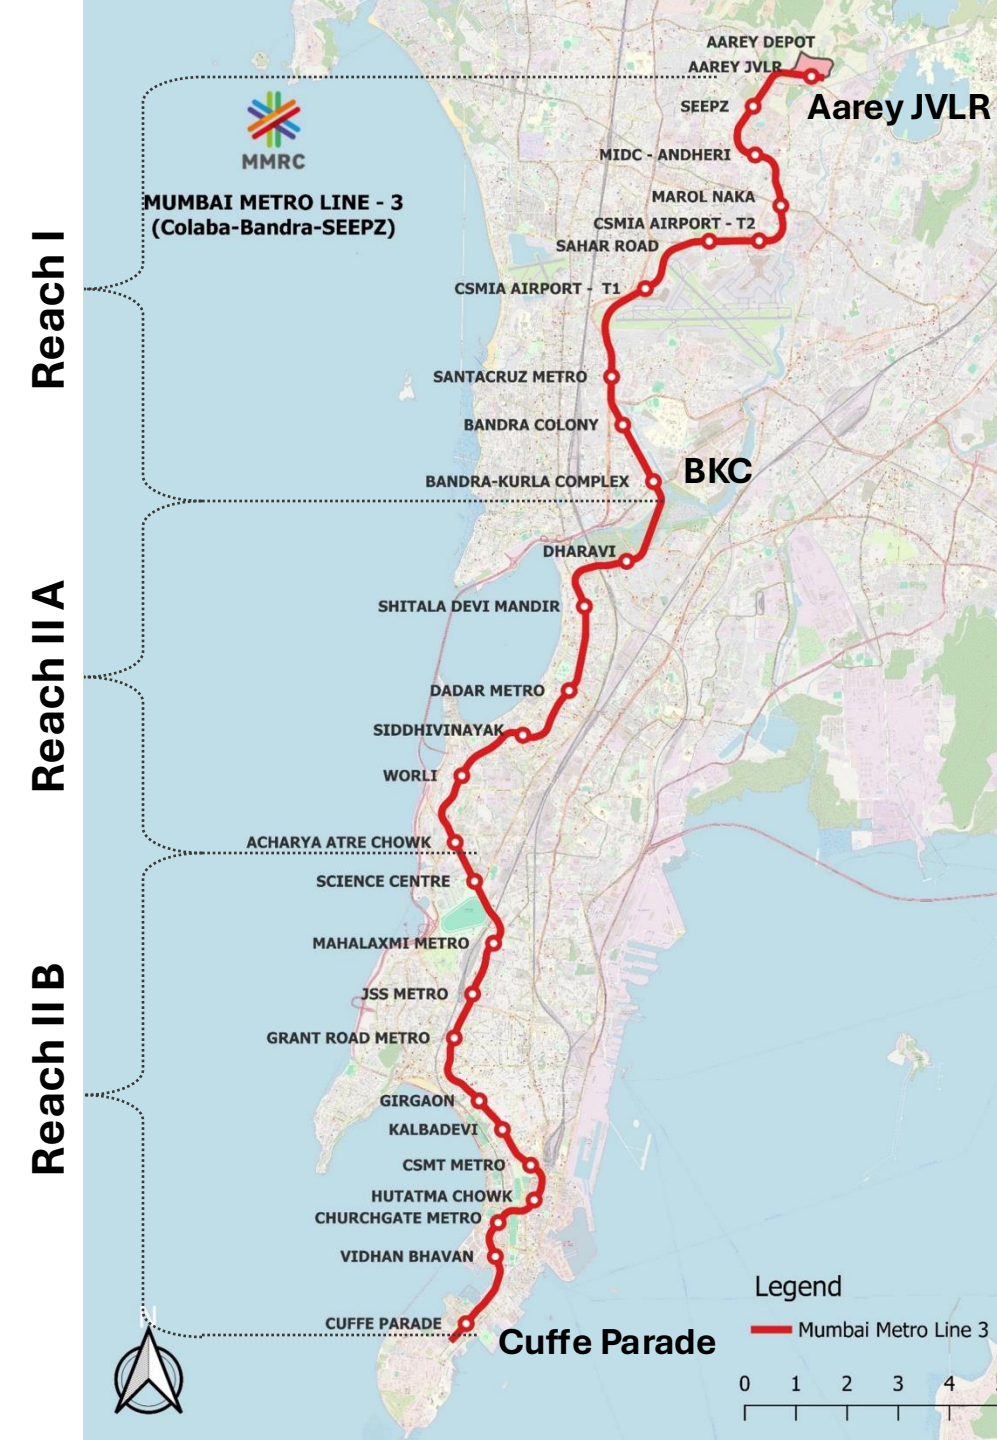 AAREY DEPOT
AAREY JVLR
Aarey JVLR
SEEPZ
MMRC
MIDC - ANDHERI
MUMBAI METRO LINE - 3
(Colaba-Bandra-SEEPZ)
MAROL NAKA
CSMIA AIRPORT - T2
SAHAR ROAD
CSMIA AIRPORT - T1
Reach I
SANTACRUZ METRO
BANDRA COLONY
BANDRA-KURLA COMPLEX
BKC
DHARAVI
SHITALA DEVI MANDIR
Reach II A
DADAR METRO
SIDDHIVINAYAK
WORLI
ACHARYA ATRE CHOWK
SCIENCE CENTRE
MAHALAXMI METRO
JSS METRO
GRANT ROAD METRO
Reach II B
GIRGAON
KALBADEVI
CSMT METRO
HUTATMA CHOWK
CHURCHGATE METRO
VIDHAN BHAVAN
CUFFE PARADE
Cuffe Parade
N
Legend
Mumbai Metro Line 3
0 1 2 3 4